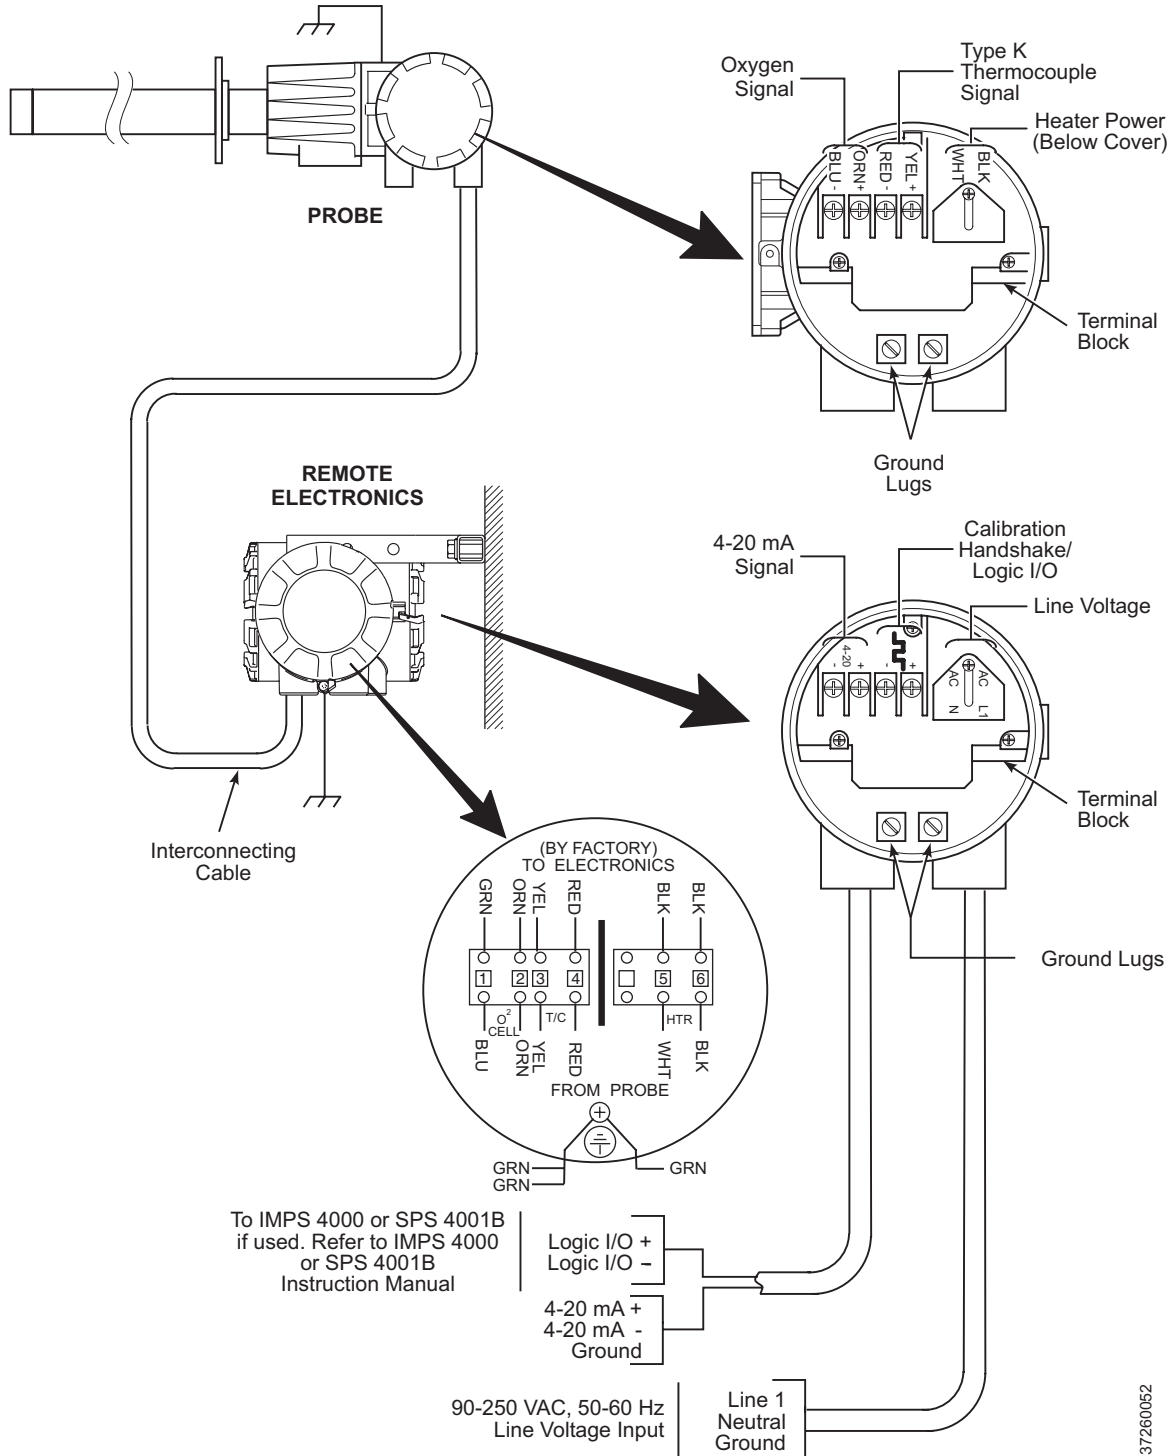 Oxygen
Signal
Type K
Thermocouple
Signal
Heater Power
(Below Cover)
BLU -
ORN+
RED -
YEL +
WHT
BLK
PROBE
Terminal
Block
Ground
Lugs
REMOTE
ELECTRONICS
4-20 mA
Signal
Calibration
Handshake/
Logic I/O
Line Voltage
4-20
- +
- +
AC
N
AC
L1
Terminal
Block
Interconnecting
Cable
(BY FACTORY)
TO ELECTRONICS
GRN
ORN
YEL
RED
BLK
BLK
1 2 3 4 5 6
O2
CELL
T/C
HTR
BLU
ORN
YEL
RED
WHT
BLK
FROM PROBE
Ground Lugs
GRN
GRN
GRN
To IMPS 4000 or SPS 4001B
if used. Refer to IMPS 4000
or SPS 4001B
Instruction Manual
Logic I/O +
Logic I/O -
4-20 mA +
4-20 mA -
Ground
90-250 VAC, 50-60 Hz
Line Voltage Input
Line 1
Neutral
Ground
37260052